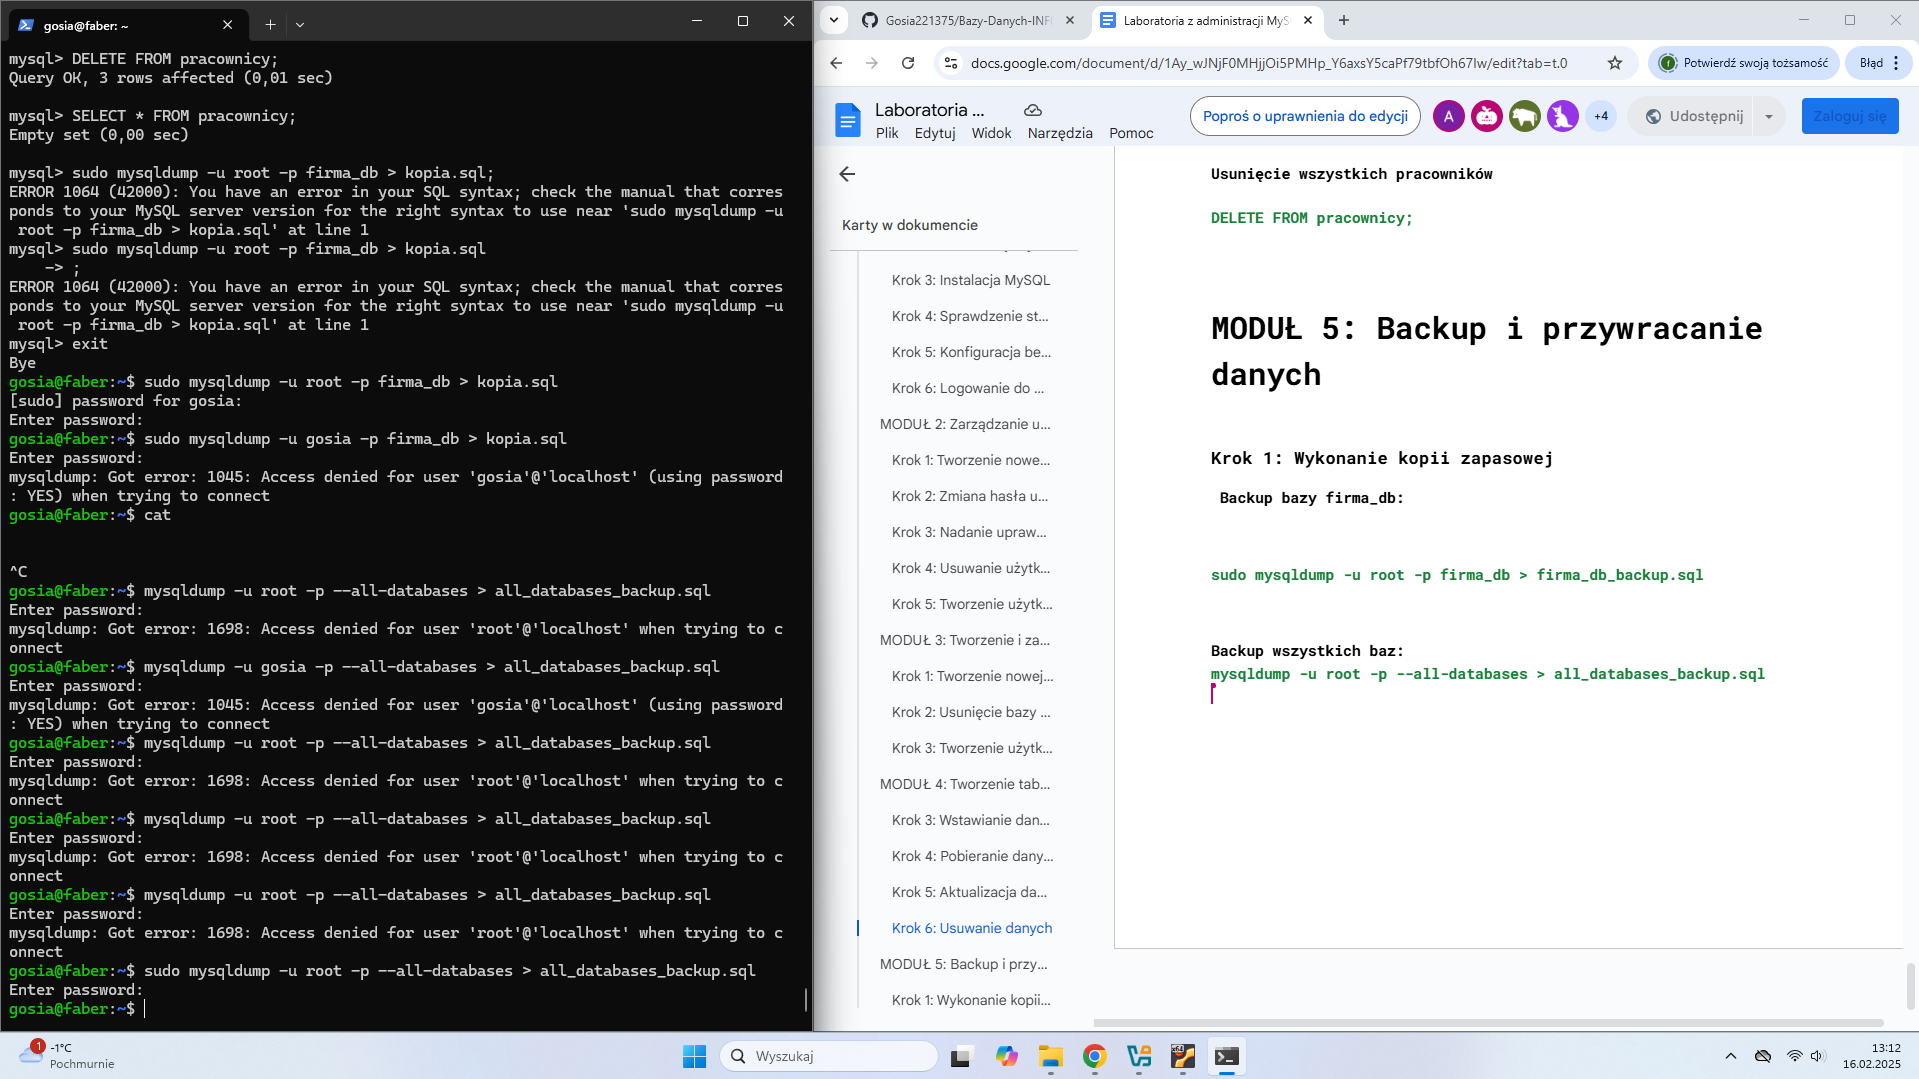 gosia@faber: ~
mysql> DELETE FROM pracownicy;
Query OK, 3 rows affected (0,01 sec)
mysql> SELECT * FROM pracownicy;
Empty set (0,00 sec)
mysql> sudo mysqldump -u root -p firma_db > kopia.sql;
ERROR 1064 (42000): You have an error in your SQL syntax; check the manual that corres
ponds to your MySQL server version for the right syntax to use near 'sudo mysqldump -u
 root -p firma_db > kopia.sql' at line 1
mysql> sudo mysqldump -u root -p firma_db > kopia.sql
    -> ;
ERROR 1064 (42000): You have an error in your SQL syntax; check the manual that corres
ponds to your MySQL server version for the right syntax to use near 'sudo mysqldump -u
 root -p firma_db > kopia.sql' at line 1
mysql> exit
Bye
gosia@faber:~$ sudo mysqldump -u root -p firma_db > kopia.sql
[sudo] password for gosia:
Enter password:
gosia@faber:~$ sudo mysqldump -u gosia -p firma_db > kopia.sql
Enter password:
mysqldump: Got error: 1045: Access denied for user 'gosia'@'localhost' (using password
: YES) when trying to connect
gosia@faber:~$ cat
^C
gosia@faber:~$ mysqldump -u root -p --all-databases > all_databases_backup.sql
Enter password:
mysqldump: Got error: 1698: Access denied for user 'root'@'localhost' when trying to c
onnect
gosia@faber:~$ mysqldump -u gosia -p --all-databases > all_databases_backup.sql
Enter password:
mysqldump: Got error: 1045: Access denied for user 'gosia'@'localhost' (using password
: YES) when trying to connect
gosia@faber:~$ mysqldump -u root -p --all-databases > all_databases_backup.sql
Enter password:
mysqldump: Got error: 1698: Access denied for user 'root'@'localhost' when trying to c
onnect
gosia@faber:~$ mysqldump -u root -p --all-databases > all_databases_backup.sql
Enter password:
mysqldump: Got error: 1698: Access denied for user 'root'@'localhost' when trying to c
onnect
gosia@faber:~$ mysqldump -u root -p --all-databases > all_databases_backup.sql
Enter password:
mysqldump: Got error: 1698: Access denied for user 'root'@'localhost' when trying to c
onnect
gosia@faber:~$ sudo mysqldump -u root -p --all-databases > all_databases_backup.sql
Enter password:
gosia@faber:~$
Gosia221375/Bazy-Danych-INF
Laboratoria z administracji MyS
docs.google.com/document/d/1Ay_wJNjF0MHjjOi5PMHp_Y6axsY5caPf79tbfOh67Iw/edit?tab=t.0
Potwierdź swoją tożsamość
Błąd
Laboratoria ...
Plik Edytuj Widok Narzędzia Pomoc
Poproś o uprawnienia do edycji
A
+4
Udostępnij
Zaloguj się
Karty w dokumencie
Krok 3: Instalacja MySQL
Krok 4: Sprawdzenie st...
Krok 5: Konfiguracja be...
Krok 6: Logowanie do ...
MODUŁ 2: Zarządzanie u...
Krok 1: Tworzenie nowe...
Krok 2: Zmiana hasła u...
Krok 3: Nadanie upraw...
Krok 4: Usuwanie użytk...
Krok 5: Tworzenie użytk...
MODUŁ 3: Tworzenie i za...
Krok 1: Tworzenie nowej...
Krok 2: Usunięcie bazy ...
Krok 3: Tworzenie użytk...
MODUŁ 4: Tworzenie tab...
Krok 3: Wstawianie dan...
Krok 4: Pobieranie dany...
Krok 5: Aktualizacja da...
Krok 6: Usuwanie danych
MODUŁ 5: Backup i przy...
Krok 1: Wykonanie kopii...
Usunięcie wszystkich pracowników
DELETE FROM pracownicy;
MODUŁ 5: Backup i przywracanie
danych
Krok 1: Wykonanie kopii zapasowej
Backup bazy firma_db:
sudo mysqldump -u root -p firma_db > firma_db_backup.sql
Backup wszystkich baz:
mysqldump -u root -p --all-databases > all_databases_backup.sql
1
-1°C
Pochmurnie
Wyszukaj
13:12
16.02.2025